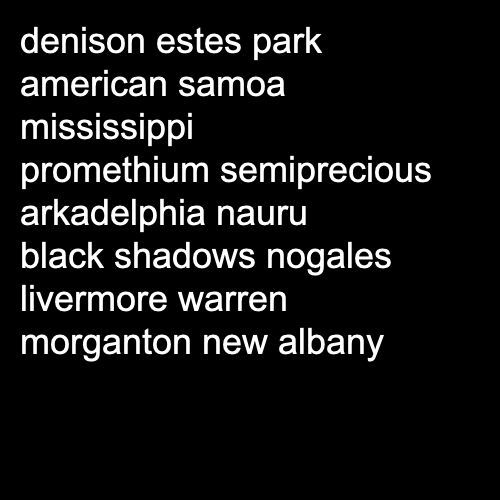 denison estes park
american samoa
mississippi
promethium semiprecious
arkadelphia nauru
black shadows nogales
livermore warren
morganton new albany